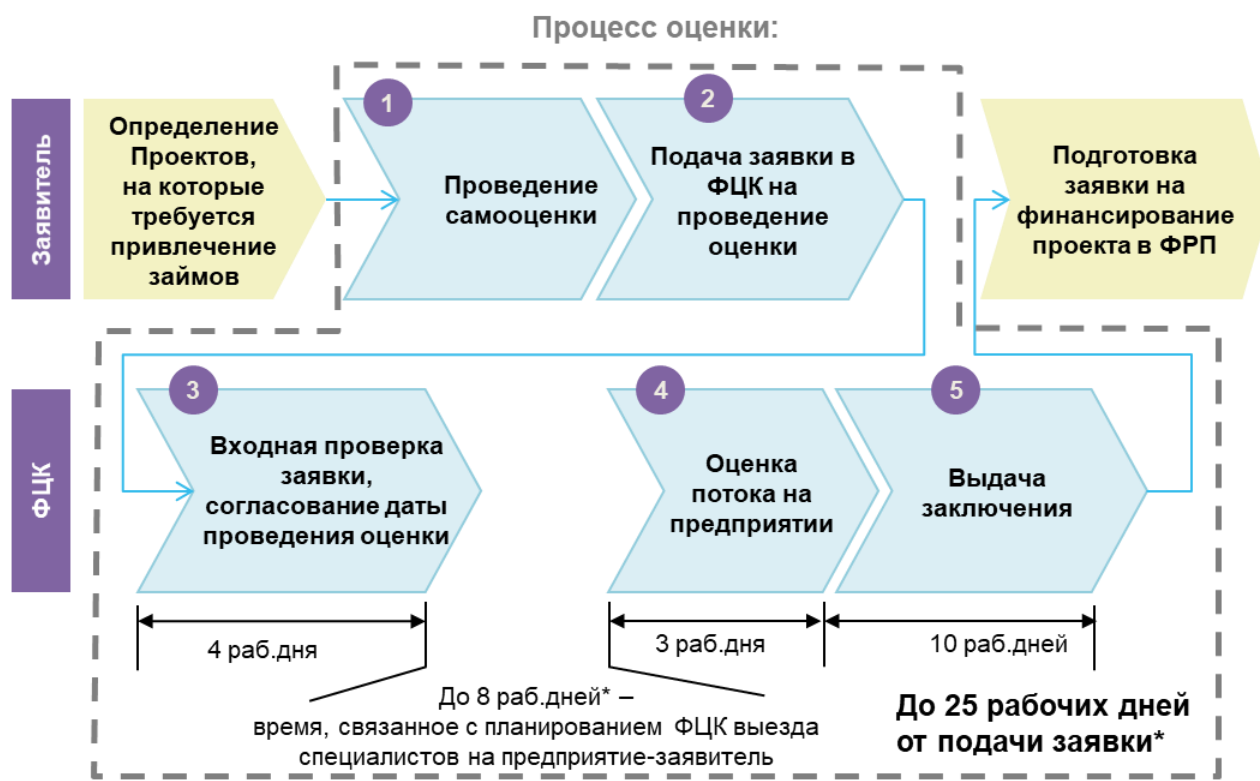 Процесс оценки:
Заявитель
Определение
Проектов,
на которые
требуется
привлечение
займов
1
Проведение
самооценки
2
Подача заявки в
ФЦК на
проведение
оценки
Подготовка
заявки на
финансирование
проекта в ФРП
ФЦК
3
Входная проверка
заявки,
согласование даты
проведения оценки
4
Оценка
потока на
предприятии
5
Выдача
заключения
4 раб.дня
3 раб.дня
10 раб.дней
До 8 раб.дней* –
время, связанное с планированием ФЦК выезда
специалистов на предприятие-заявитель
До 25 рабочих дней
от подачи заявки*